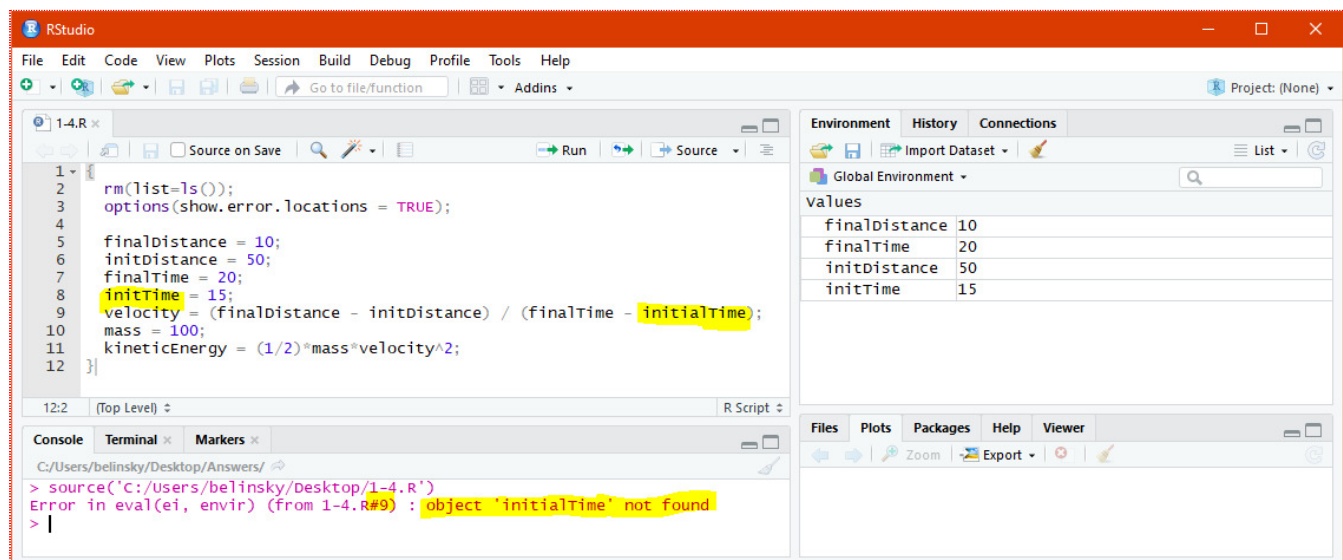 RStudio
File Edit Code View Plots Session Build Debug Profile Tools Help
Go to file/function Addins Project: (None)
1-4.R
Source on Save Run Source
1 {
2 rm(list=ls());
3 options(show.error.locations = TRUE);
4
5 finalDistance = 10;
6 initDistance = 50;
7 finalTime = 20;
8 initTime = 15;
9 velocity = (finalDistance - initDistance) / (finalTime - initialTime);
10 mass = 100;
11 kineticEnergy = (1/2)*mass*velocity^2;
12 }
12:2 (Top Level) R Script
Console Terminal Markers
C:/Users/belinsky/Desktop/Answers/
> source('C:/Users/belinsky/Desktop/1-4.R')
Error in eval(ei, envir) (from 1-4.R#9) : object 'initialTime' not found
>
Environment History Connections
Import Dataset List
Global Environment
Values
finalDistance 10
finalTime 20
initDistance 50
initTime 15
Files Plots Packages Help Viewer
Zoom Export